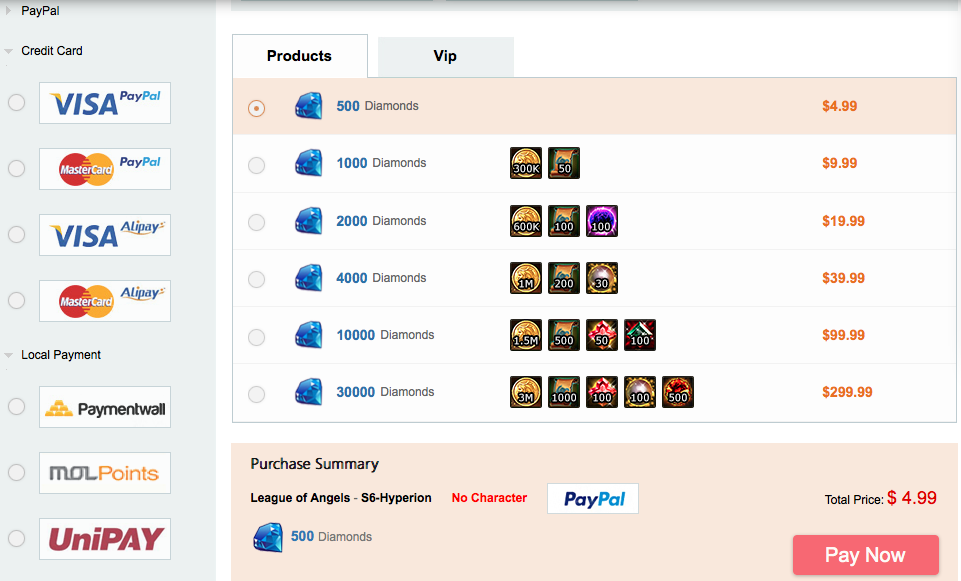 PayPal
Credit Card
VISA PayPal
MasterCard PayPal
VISA Alipay
MasterCard Alipay
Local Payment
Paymentwall
MOLPoints
UniPAY
Products Vip
500 Diamonds $4.99
1000 Diamonds 300K 50 $9.99
2000 Diamonds 600K 100 100 $19.99
4000 Diamonds 1M 200 30 $39.99
10000 Diamonds 1.5M 500 50 100 $99.99
30000 Diamonds 3M 1000 100 100 500 $299.99
Purchase Summary
League of Angels - S6-Hyperion No Character PayPal Total Price: $ 4.99
500 Diamonds
Pay Now